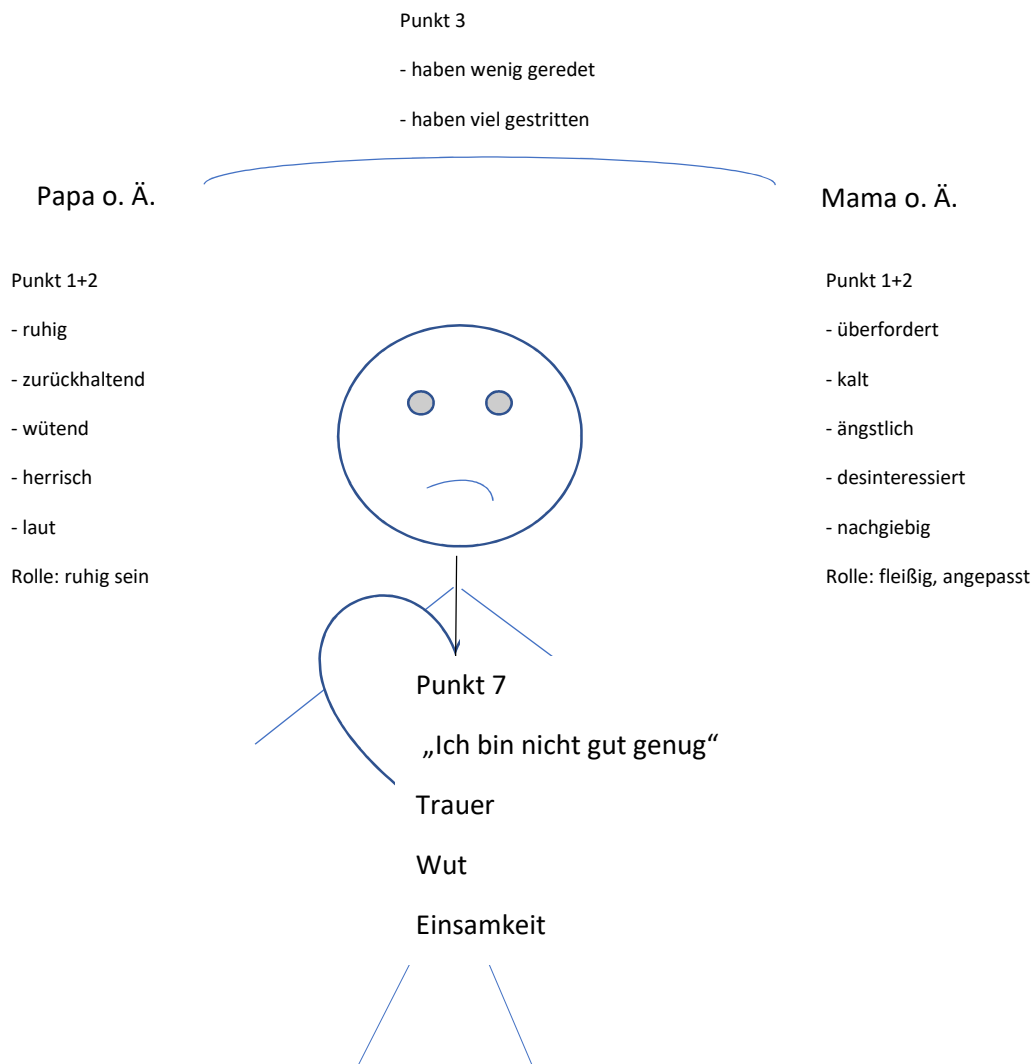 Punkt 3
- haben wenig geredet
- haben viel gestritten
Papa o. Ä.
Mama o. Ä.
Punkt 1+2
- ruhig
- zurückhaltend
- wütend
- herrisch
- laut
Rolle: ruhig sein
Punkt 1+2
- überfordert
- kalt
- ängstlich
- desinteressiert
- nachgiebig
Rolle: fleißig, angepasst
Punkt 7
„Ich bin nicht gut genug“
Trauer
Wut
Einsamkeit